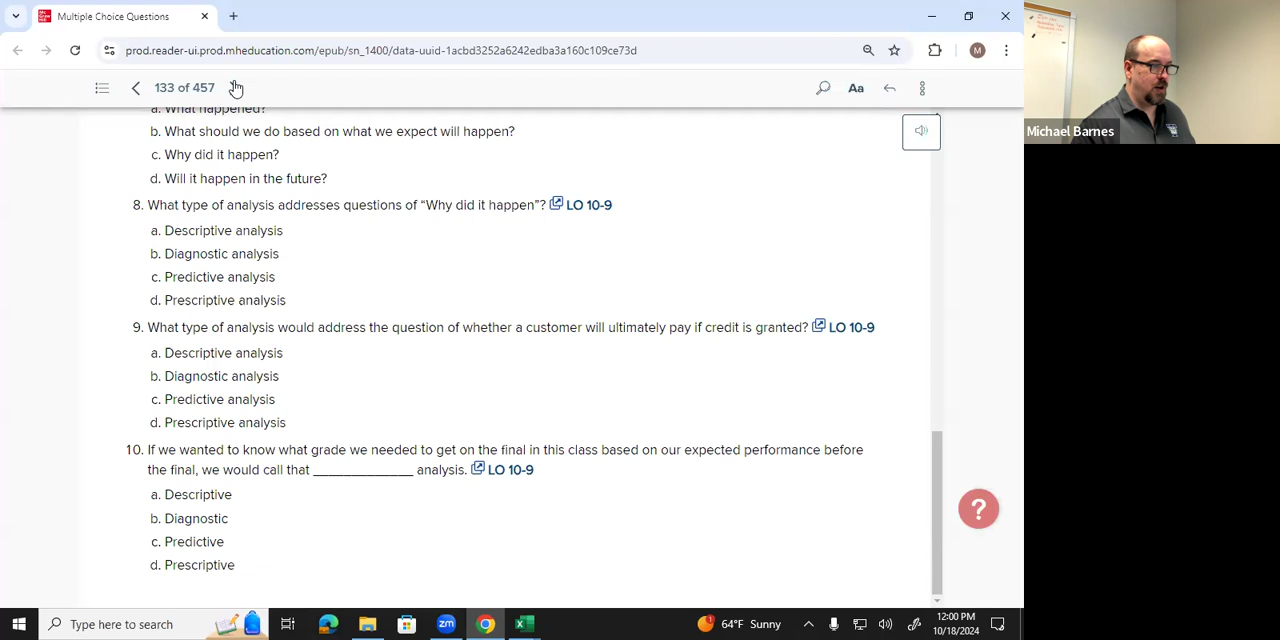 Multiple Choice Questions
prod.reader-ui.prod.mheducation.com/epub/sn_1400/data-uuid-1acbd3252a6242edba3a160c109ce73d
M
133 of 457
Aa
a. What happened?
b. What should we do based on what we expect will happen?
c. Why did it happen?
d. Will it happen in the future?
8. What type of analysis addresses questions of “Why did it happen”? LO 10-9
a. Descriptive analysis
b. Diagnostic analysis
c. Predictive analysis
d. Prescriptive analysis
9. What type of analysis would address the question of whether a customer will ultimately pay if credit is granted? LO 10-9
a. Descriptive analysis
b. Diagnostic analysis
c. Predictive analysis
d. Prescriptive analysis
10. If we wanted to know what grade we needed to get on the final in this class based on our expected performance before
the final, we would call that ______________ analysis. LO 10-9
a. Descriptive
b. Diagnostic
c. Predictive
d. Prescriptive
?
Michael Barnes
Type here to search
zm
64°F Sunny
12:00 PM
10/18/2024